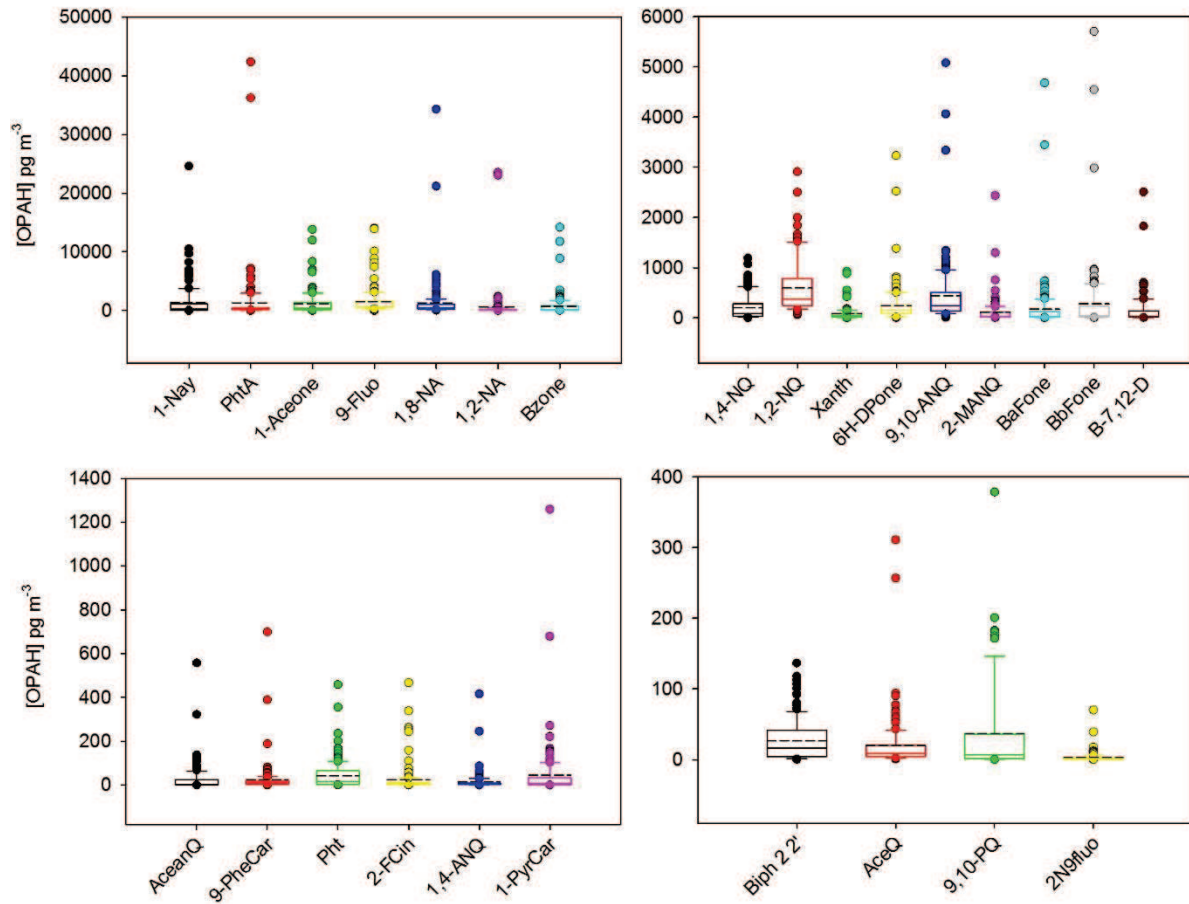 50000
40000
30000
20000
10000
0
[OPAH] pg m-3
1-Nay
PhtA
1-Aceone
9-Fluo
1,8-NA
1,2-NA
Bzone
6000
5000
4000
3000
2000
1000
0
1,4-NQ
1,2-NQ
Xanth
6H-DPone
9,10-ANQ
2-MANQ
BaFone
BbFone
B-7,12-D
1400
1200
1000
800
600
400
200
0
[OPAH] pg m-3
AceanQ
9-PheCar
Pht
2-FCin
1,4-ANQ
1-PyrCar
400
300
200
100
0
Biph 2 2'
AceQ
9,10-PQ
2N9fluo